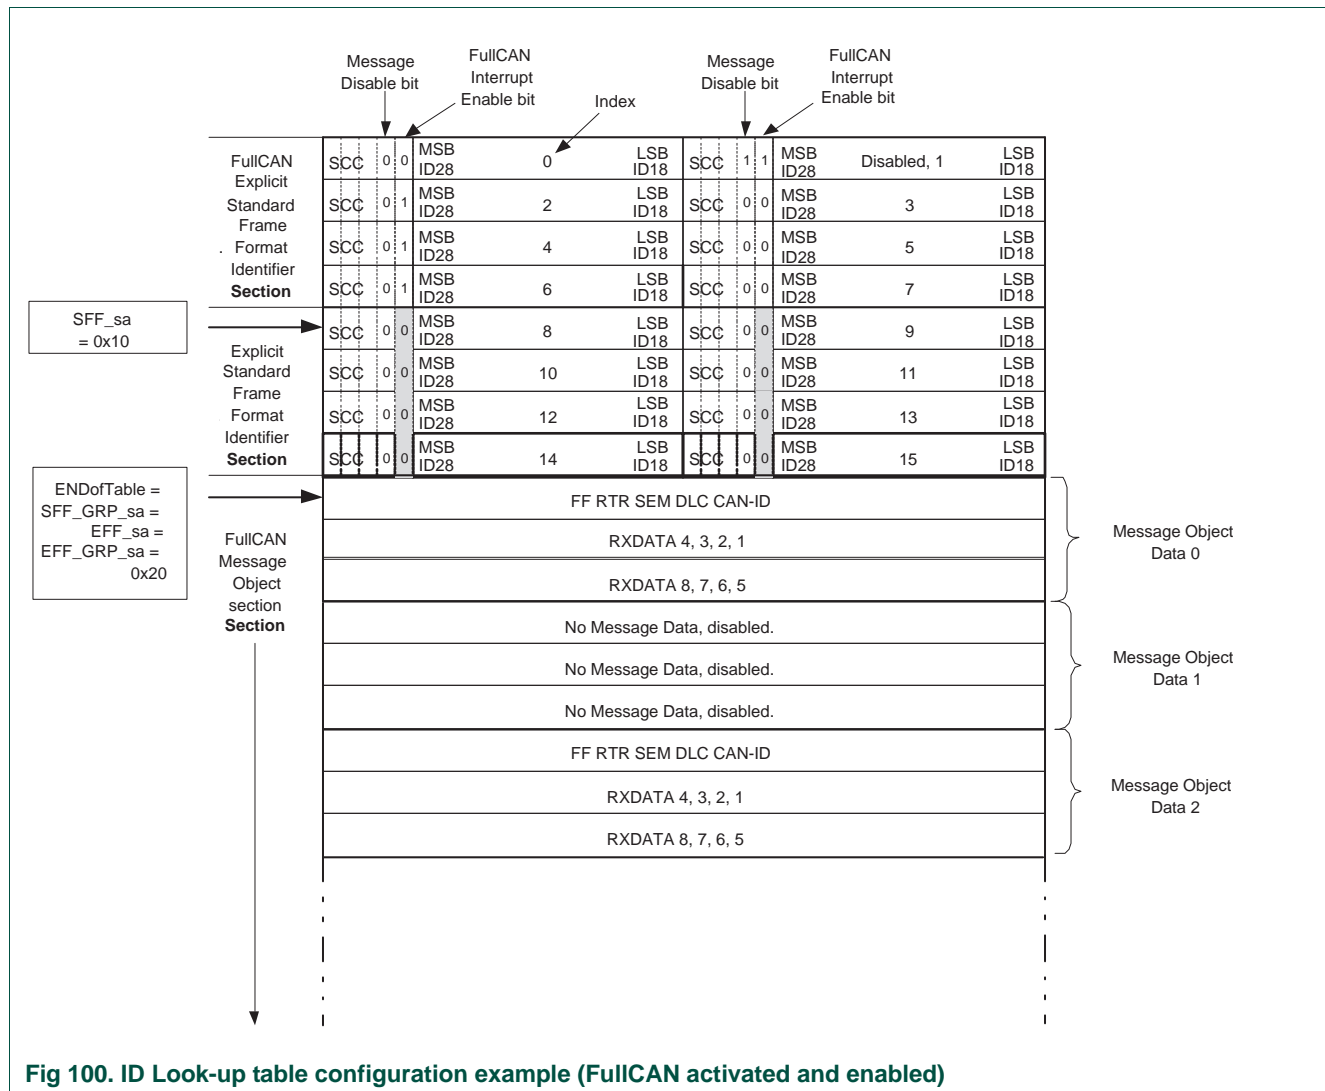 Message
Disable bit
FullCAN
Interrupt
Enable bit
Index
Message
Disable bit
FullCAN
Interrupt
Enable bit
FullCAN
Explicit
Standard
Frame
. Format
Identifier
Section
SCC 0 0 MSB ID28 0 LSB ID18 SCC 1 1 MSB ID28 Disabled, 1 LSB ID18
SCC 0 1 MSB ID28 2 LSB ID18 SCC 0 0 MSB ID28 3 LSB ID18
SCC 0 1 MSB ID28 4 LSB ID18 SCC 0 0 MSB ID28 5 LSB ID18
SCC 0 1 MSB ID28 6 LSB ID18 SCC 0 0 MSB ID28 7 LSB ID18
SFF_sa
= 0x10
Explicit
Standard
Frame
Format
Identifier
Section
SCC 0 0 MSB ID28 8 LSB ID18 SCC 0 0 MSB ID28 9 LSB ID18
SCC 0 0 MSB ID28 10 LSB ID18 SCC 0 0 MSB ID28 11 LSB ID18
SCC 0 0 MSB ID28 12 LSB ID18 SCC 0 0 MSB ID28 13 LSB ID18
SCC 0 0 MSB ID28 14 LSB ID18 SCC 0 0 MSB ID28 15 LSB ID18
ENDofTable =
SFF_GRP_sa =
EFF_sa =
EFF_GRP_sa =
0x20
FullCAN
Message
Object
section
Section
FF RTR SEM DLC CAN-ID
RXDATA 4, 3, 2, 1
RXDATA 8, 7, 6, 5
Message Object
Data 0
No Message Data, disabled.
No Message Data, disabled.
No Message Data, disabled.
Message Object
Data 1
FF RTR SEM DLC CAN-ID
RXDATA 4, 3, 2, 1
RXDATA 8, 7, 6, 5
Message Object
Data 2
Fig 100. ID Look-up table configuration example (FullCAN activated and enabled)